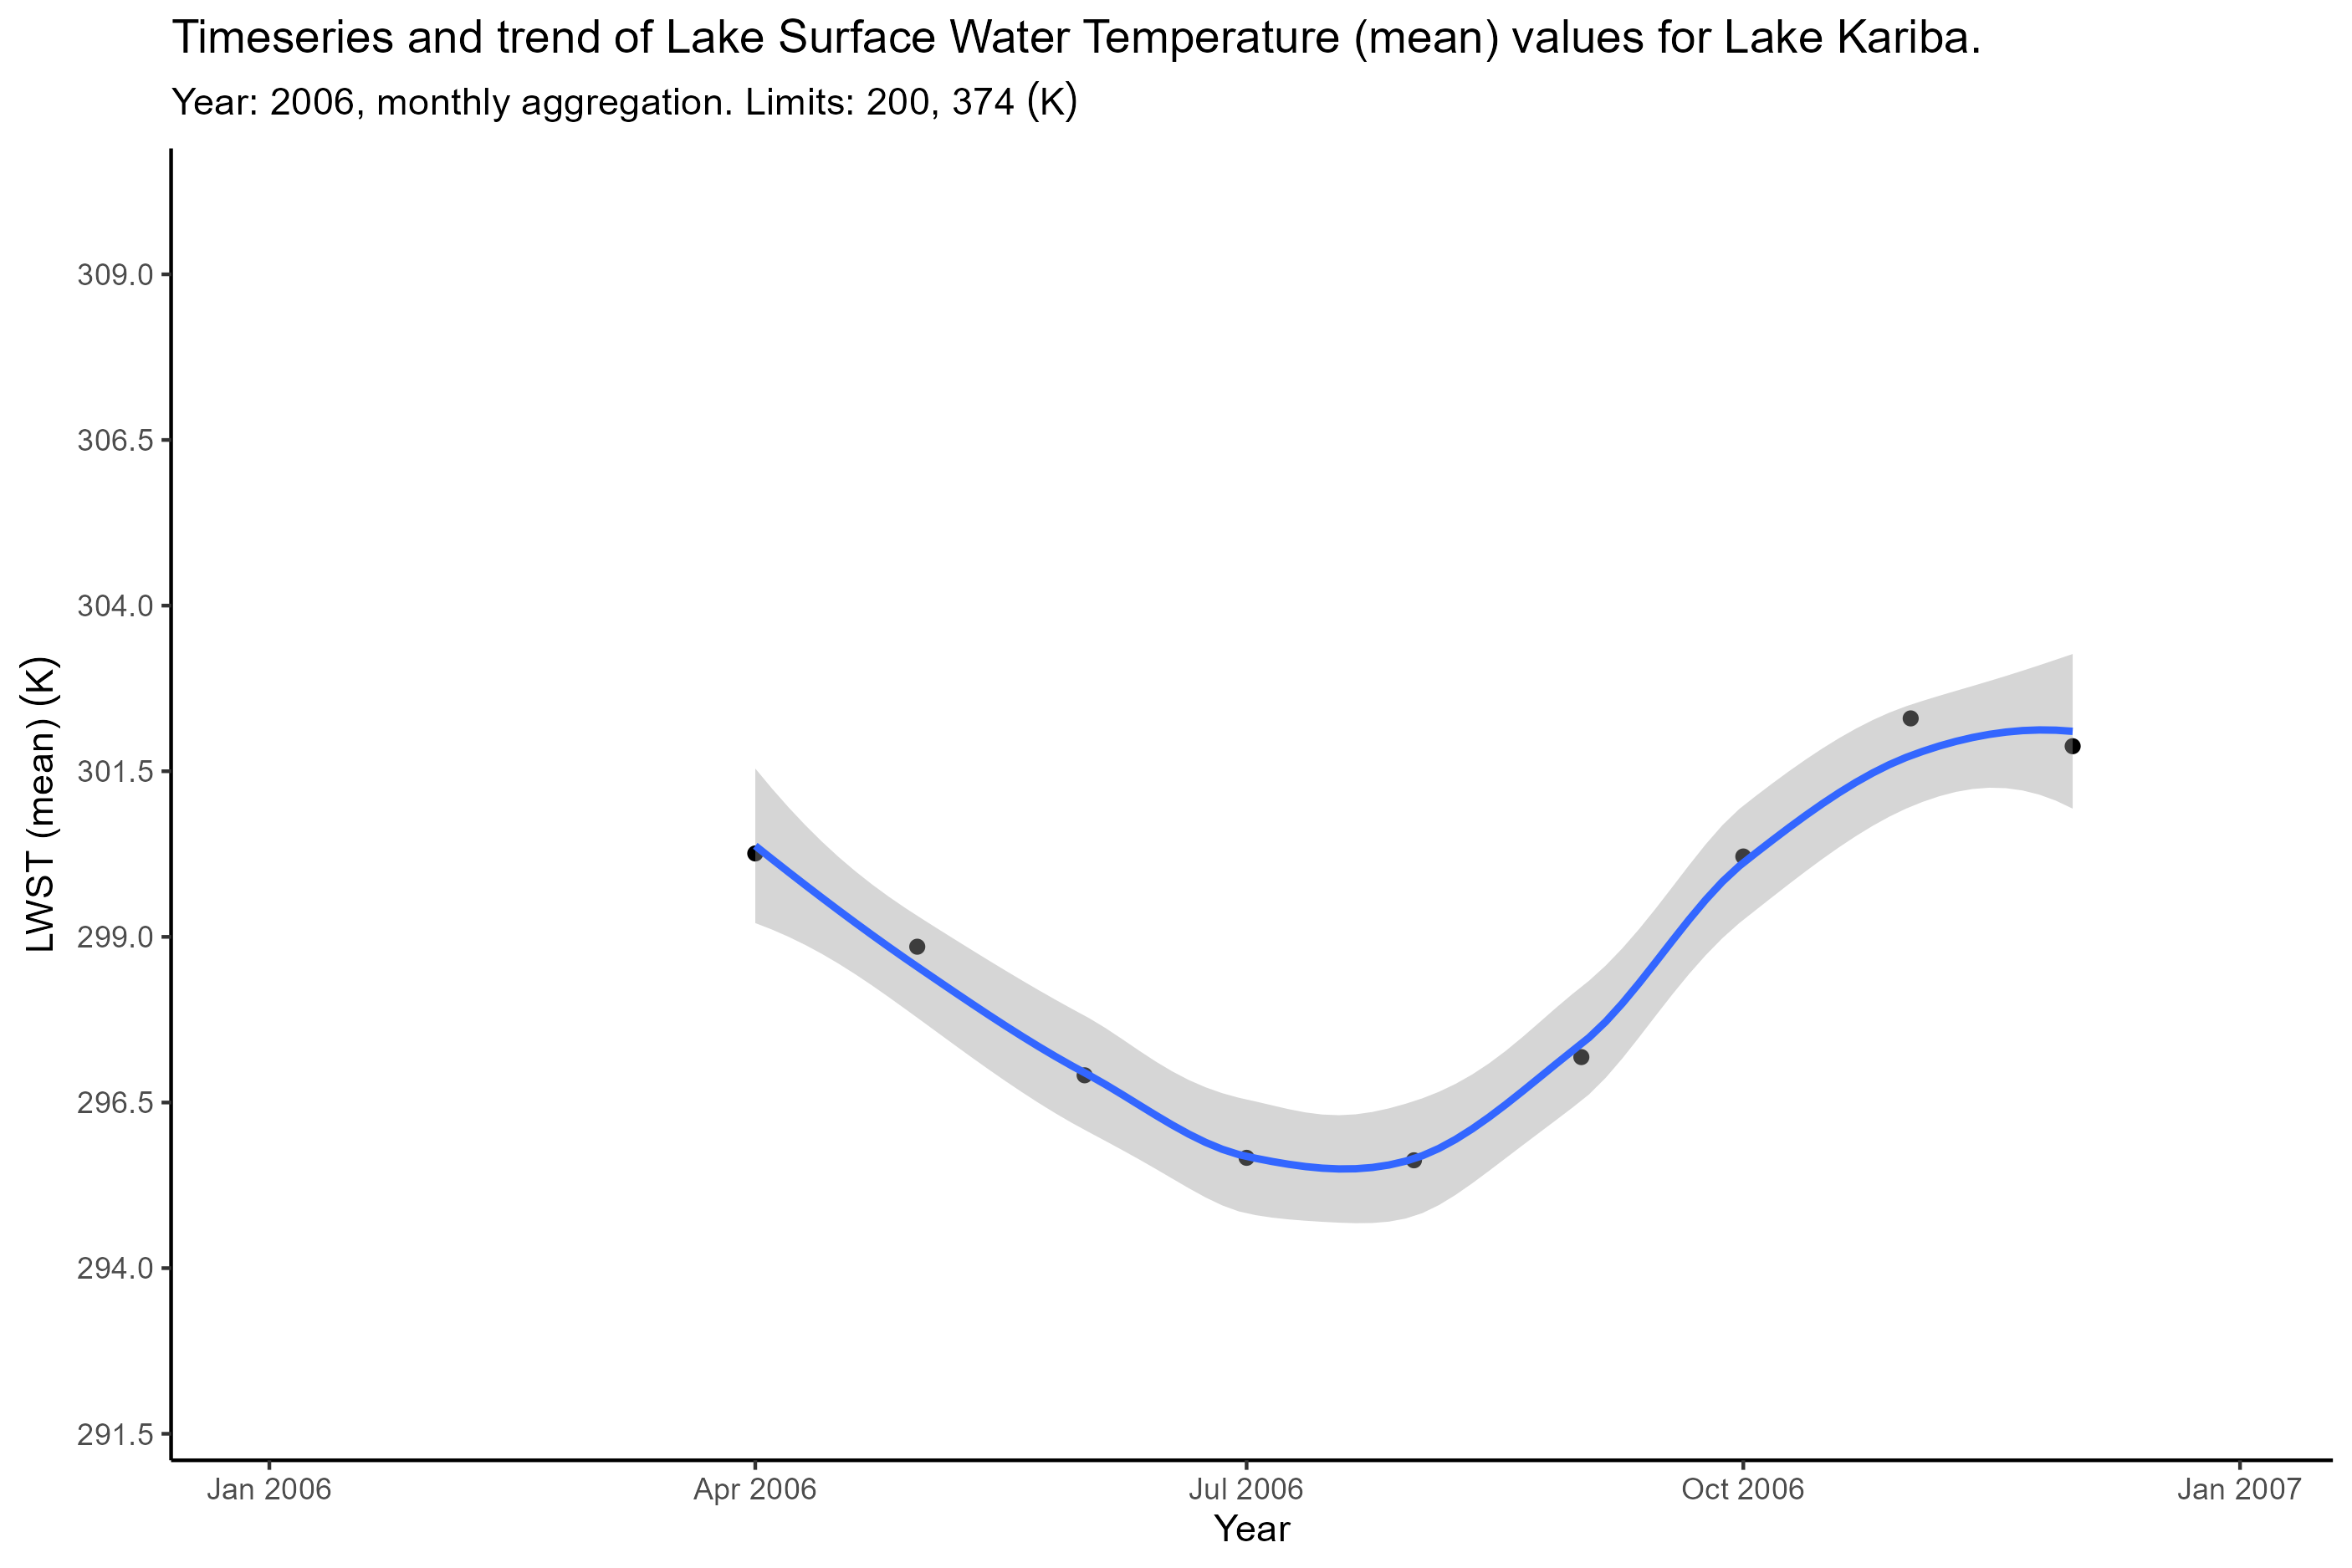 Timeseries and trend of Lake Surface Water Temperature (mean) values for Lake Kariba.
Year: 2006, monthly aggregation. Limits: 200, 374 (K)
LWST (mean) (K)
309.0
306.5
304.0
301.5
299.0
296.5
294.0
291.5
Jan 2006 Apr 2006 Jul 2006 Oct 2006 Jan 2007
Year